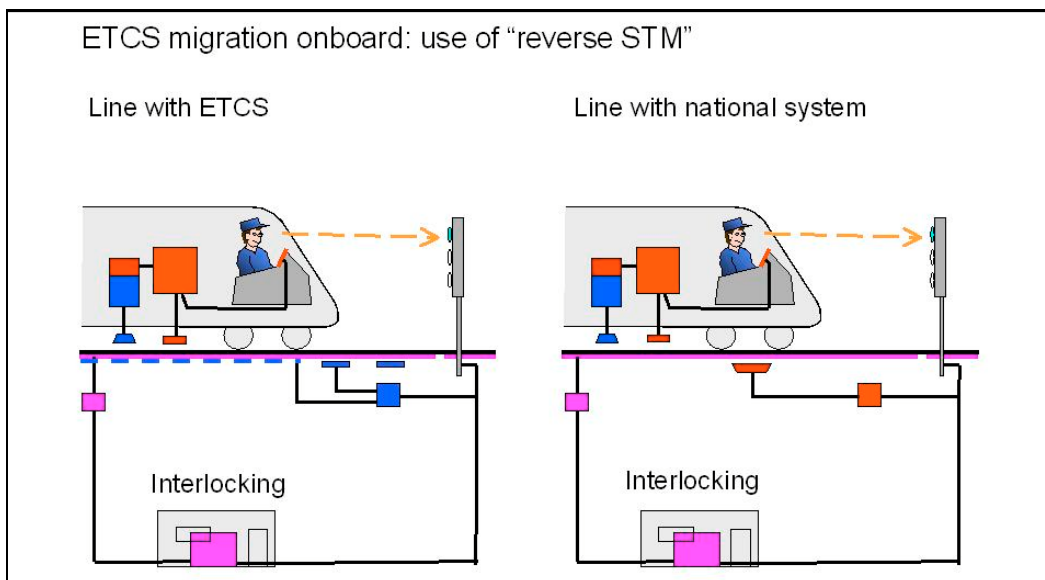 ETCS migration onboard: use of “reverse STM”
Line with ETCS
Line with national system
Interlocking
Interlocking